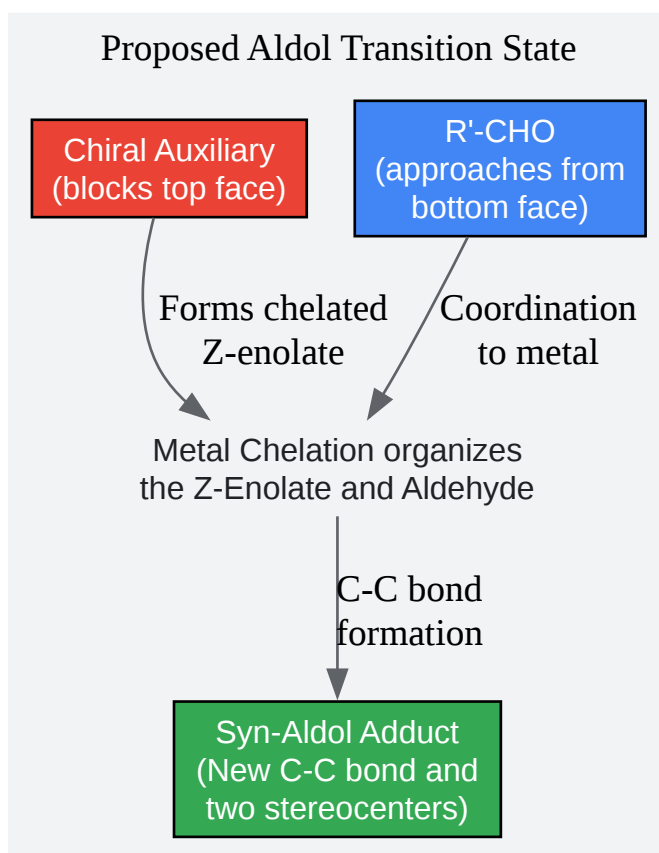 Proposed Aldol Transition State
Chiral Auxiliary
(blocks top face)
R'-CHO
(approaches from
bottom face)
Forms chelated
Z-enolate
Coordination
to metal
Metal Chelation organizes
the Z-Enolate and Aldehyde
C-C bond
formation
Syn-Aldol Adduct
(New C-C bond and
two stereocenters)